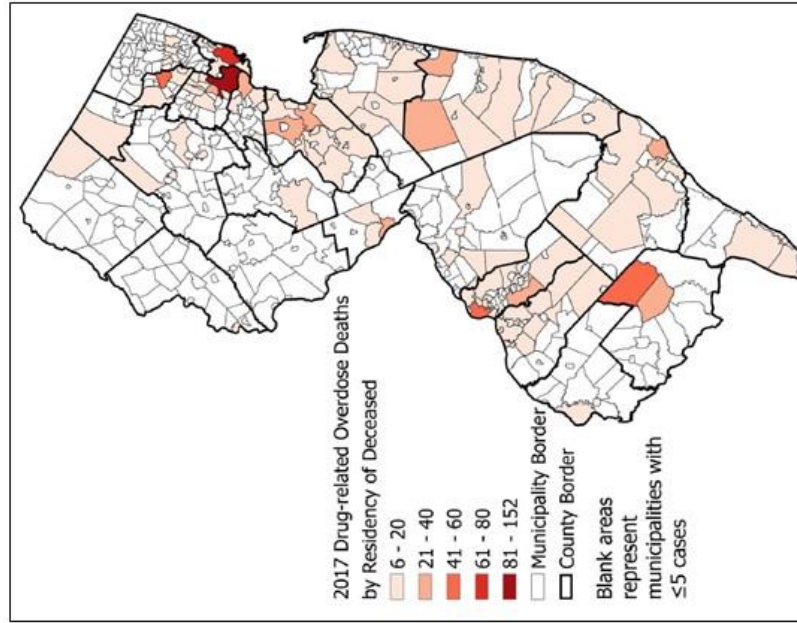 2017 Drug-related Overdose Deaths
by Residency of Deceased
6 - 20
21 - 40
41 - 60
61 - 80
81 - 152
Municipality Border
County Border
Blank areas
represent
municipalities with
≤5 cases